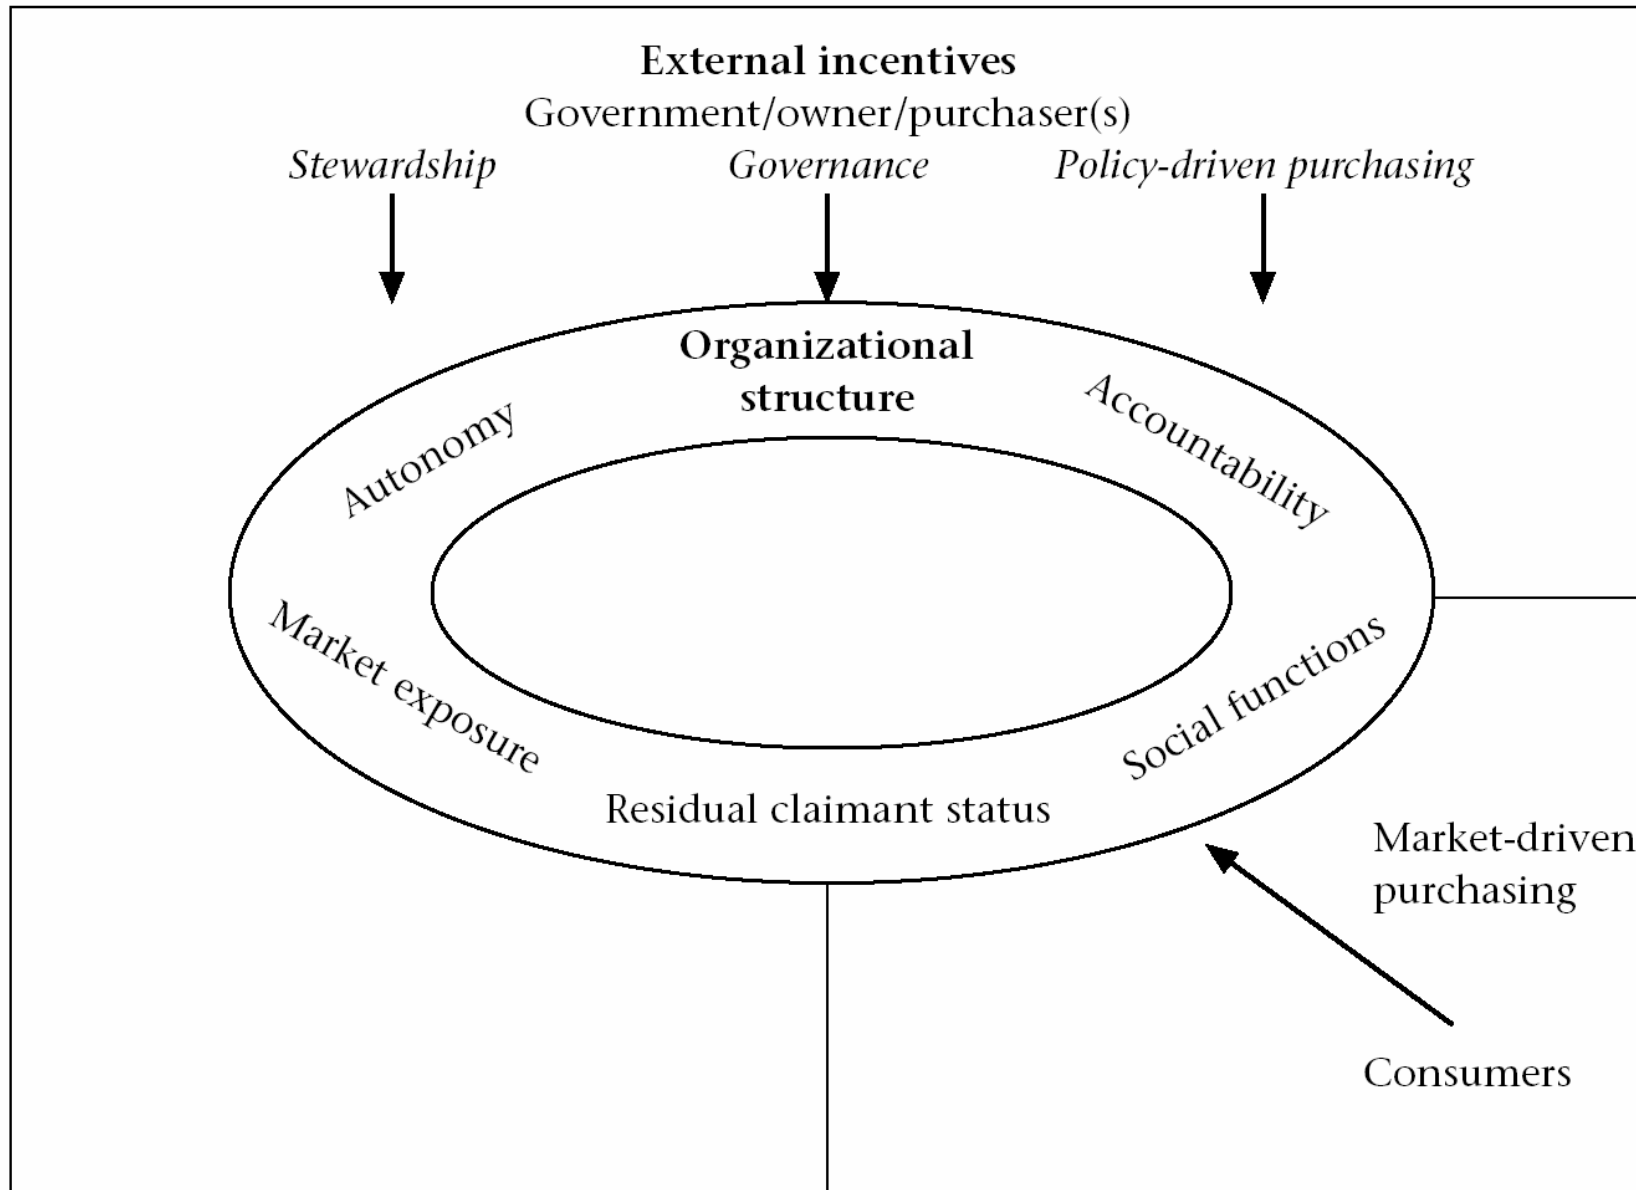 External incentives
Government/owner/purchaser(s)
Stewardship
Governance
Policy-driven purchasing
Organizational
structure
Autonomy
Accountability
Market exposure
Social functions
Residual claimant status
Market-driven
purchasing
Consumers